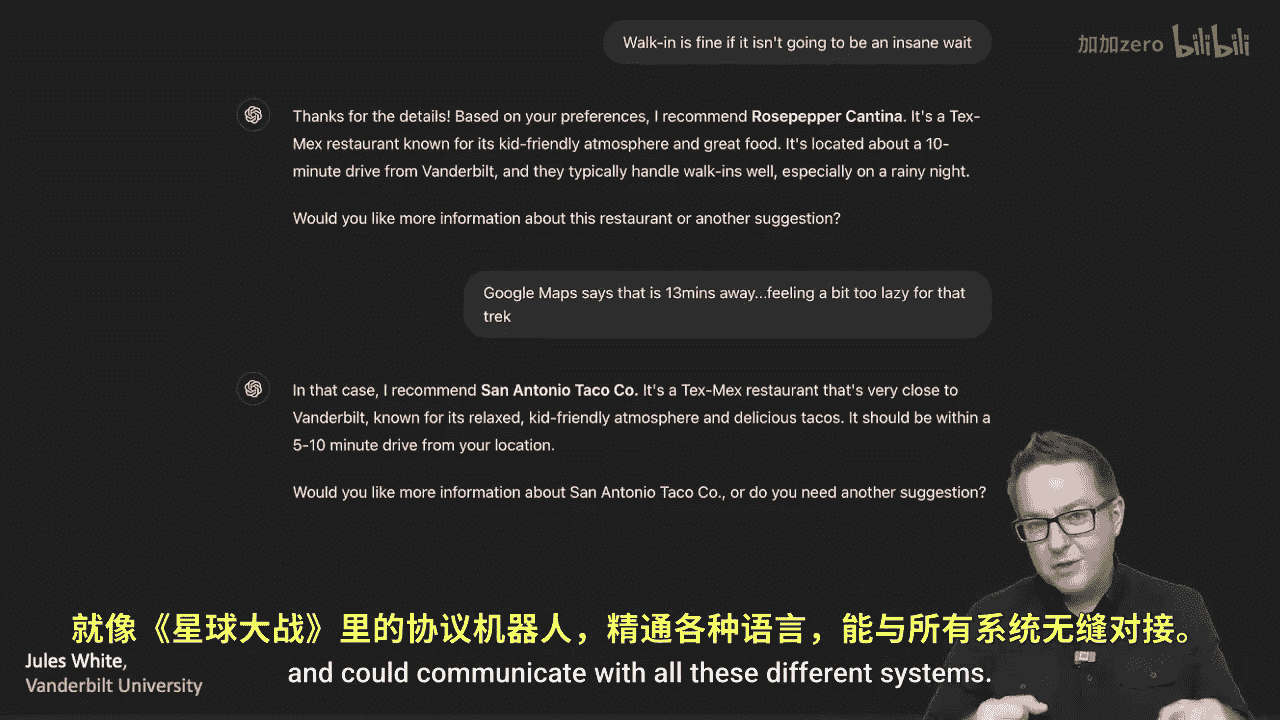 Walk-in is fine if it isn't going to be an insane wait
加加zero bilibili
Thanks for the details! Based on your preferences, I recommend Rosepepper Cantina. It's a Tex-
Mex restaurant known for its kid-friendly atmosphere and great food. It's located about a 10-
minute drive from Vanderbilt, and they typically handle walk-ins well, especially on a rainy night.
Would you like more information about this restaurant or another suggestion?
Google Maps says that is 13mins away...feeling a bit too lazy for that
trek
In that case, I recommend San Antonio Taco Co. It's a Tex-Mex restaurant that's very close to
Vanderbilt, known for its relaxed, kid-friendly atmosphere and delicious tacos. It should be within a
5-10 minute drive from your location.
Would you like more information about San Antonio Taco Co., or do you need another suggestion?
就像《星球大战》里的协议机器人，精通各种语言，能与所有系统无缝对接。
Jules White,
Vanderbilt University
and could communicate with all these different systems.